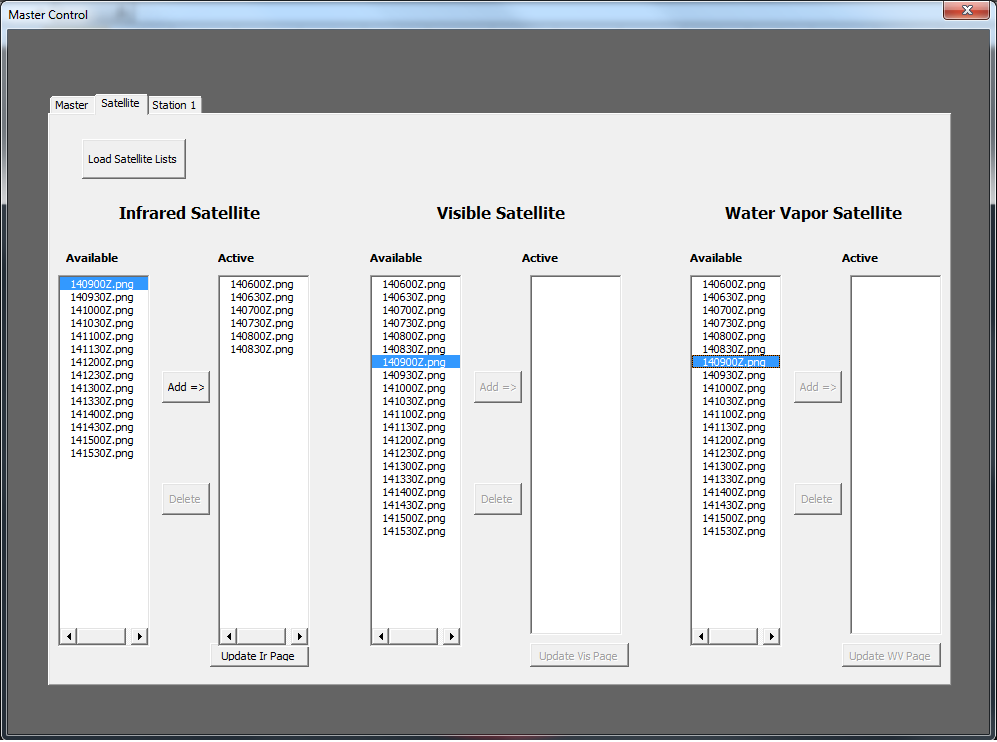 Master Control
Master Satellite Station 1
Load Satellite Lists
Infrared Satellite
Available
140900Z.png
140930Z.png
141000Z.png
141030Z.png
141100Z.png
141130Z.png
141200Z.png
141230Z.png
141300Z.png
141330Z.png
141400Z.png
141430Z.png
141500Z.png
141530Z.png
Add =>
Delete
Active
140600Z.png
140630Z.png
140700Z.png
140730Z.png
140800Z.png
140830Z.png
Update Ir Page
Visible Satellite
Available
140600Z.png
140630Z.png
140700Z.png
140730Z.png
140800Z.png
140830Z.png
140900Z.png
140930Z.png
141000Z.png
141030Z.png
141100Z.png
141130Z.png
141200Z.png
141230Z.png
141300Z.png
141330Z.png
141400Z.png
141430Z.png
141500Z.png
141530Z.png
Add =>
Delete
Active
Update Vis Page
Water Vapor Satellite
Available
140600Z.png
140630Z.png
140700Z.png
140730Z.png
140800Z.png
140830Z.png
140900Z.png
140930Z.png
141000Z.png
141030Z.png
141100Z.png
141130Z.png
141200Z.png
141230Z.png
141300Z.png
141330Z.png
141400Z.png
141430Z.png
141500Z.png
141530Z.png
Add =>
Delete
Active
Update WV Page